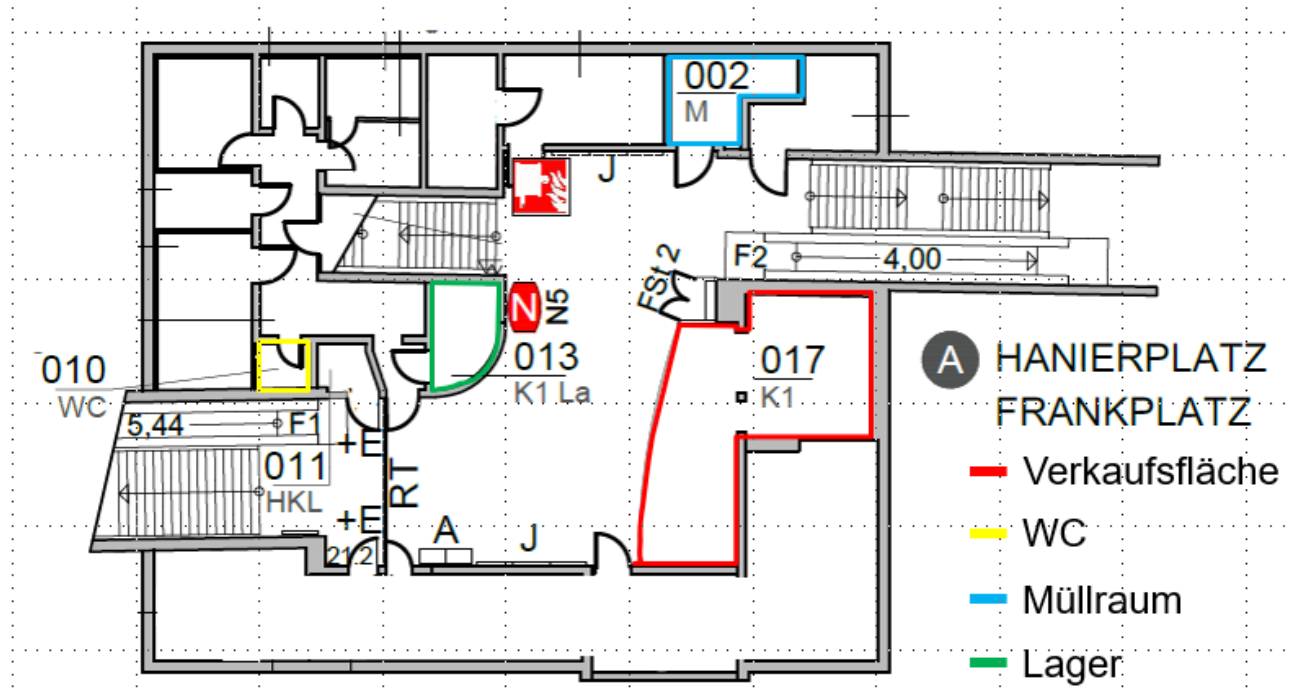 002
M
J
F2
4,00
FSt 2
N
N5
013
K1 La
017
K1
010
WC
5,44
F1
+E
011
HKL
RT
+E
21.2
A
J
A HANIERPLATZ
FRANKPLATZ
Verkaufsfläche
WC
Müllraum
Lager